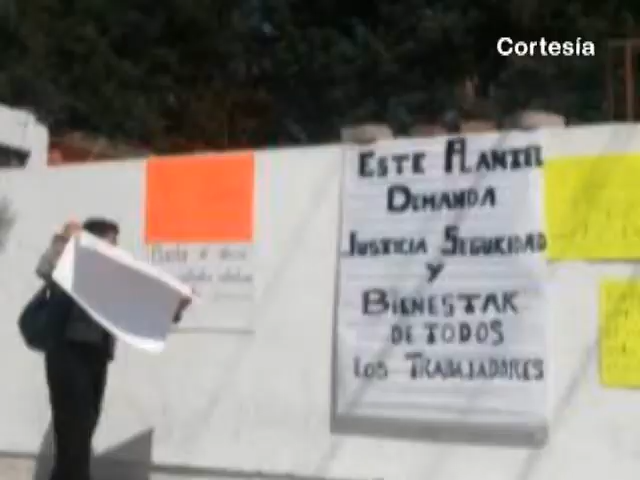 Cortesía
ESTE PLANTEL
DEMANDA
JUSTICIA SEGURIDAD
Y
BIENESTAR
DE TODOS
LOS TRABAJADORES